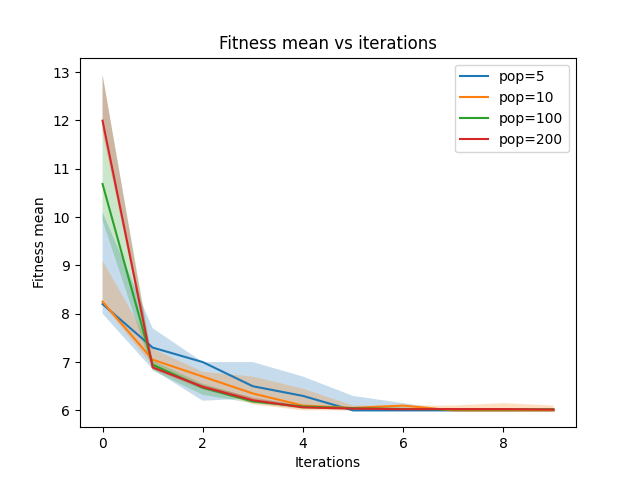 Fitness mean vs iterations
pop=5
pop=10
pop=100
pop=200
13
12
11
10
9
8
7
6
Fitness mean
0 2 4 6 8
Iterations